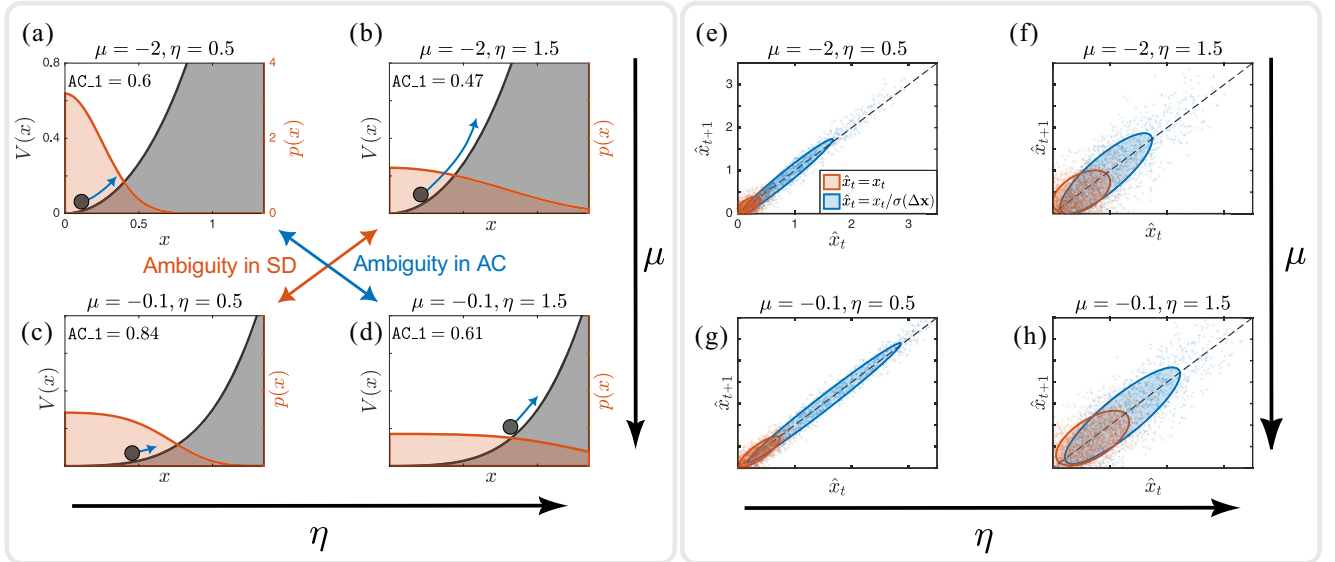 (a)
μ = −2, η = 0.5
AC_1 = 0.6
0.8
0.4
0
V(x)
4
2
0
p(x)
0
0.5
1
x
(b)
μ = −2, η = 1.5
AC_1 = 0.47
V(x)
p(x)
x
Ambiguity in SD
Ambiguity in AC
(c)
μ = −0.1, η = 0.5
AC_1 = 0.84
V(x)
p(x)
x
(d)
μ = −0.1, η = 1.5
AC_1 = 0.61
V(x)
p(x)
x
μ
η
(e)
μ = −2, η = 0.5
3
2
1
0
x̂ₜ₊₁
0
1
2
3
x̂ₜ
x̂ₜ = xₜ
x̂ₜ = xₜ/σ(Δ𝐱)
(f)
μ = −2, η = 1.5
x̂ₜ₊₁
x̂ₜ
(g)
μ = −0.1, η = 0.5
x̂ₜ₊₁
x̂ₜ
(h)
μ = −0.1, η = 1.5
x̂ₜ₊₁
x̂ₜ
μ
η